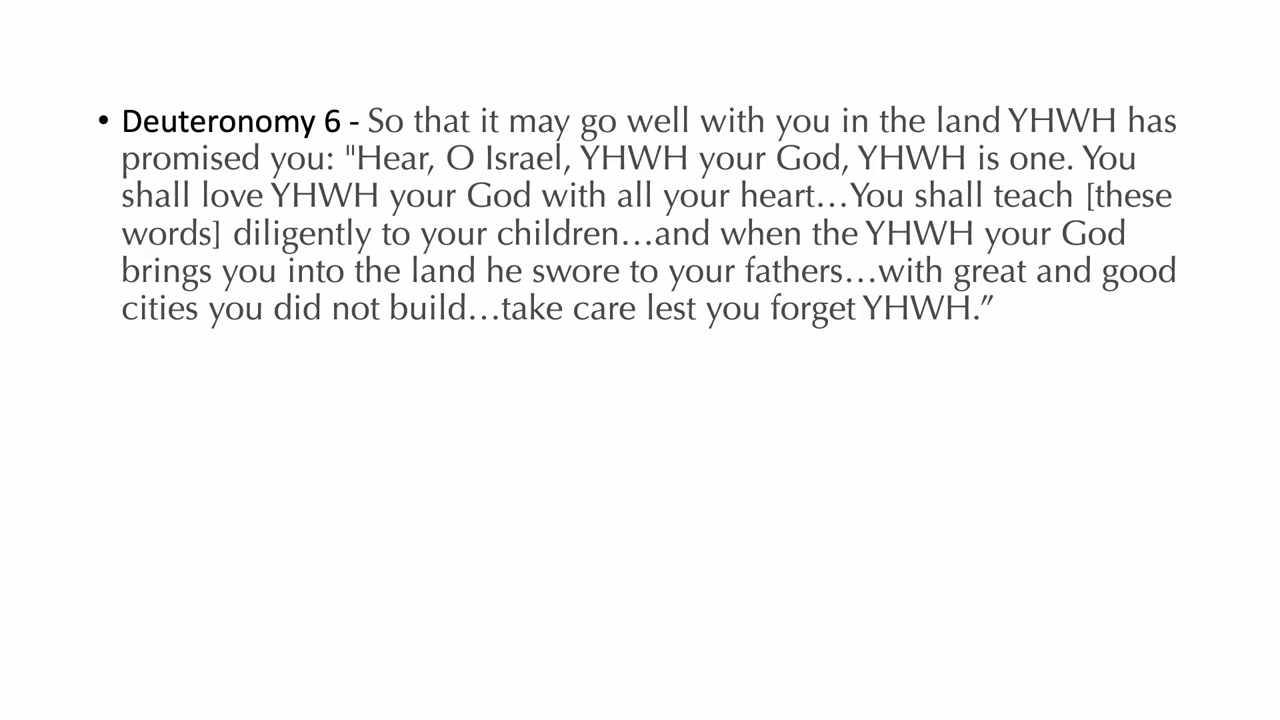 • Deuteronomy 6 - So that it may go well with you in the land YHWH has
promised you: "Hear, O Israel, YHWH your God, YHWH is one. You
shall love YHWH your God with all your heart…You shall teach [these
words] diligently to your children…and when the YHWH your God
brings you into the land he swore to your fathers…with great and good
cities you did not build…take care lest you forget YHWH.”